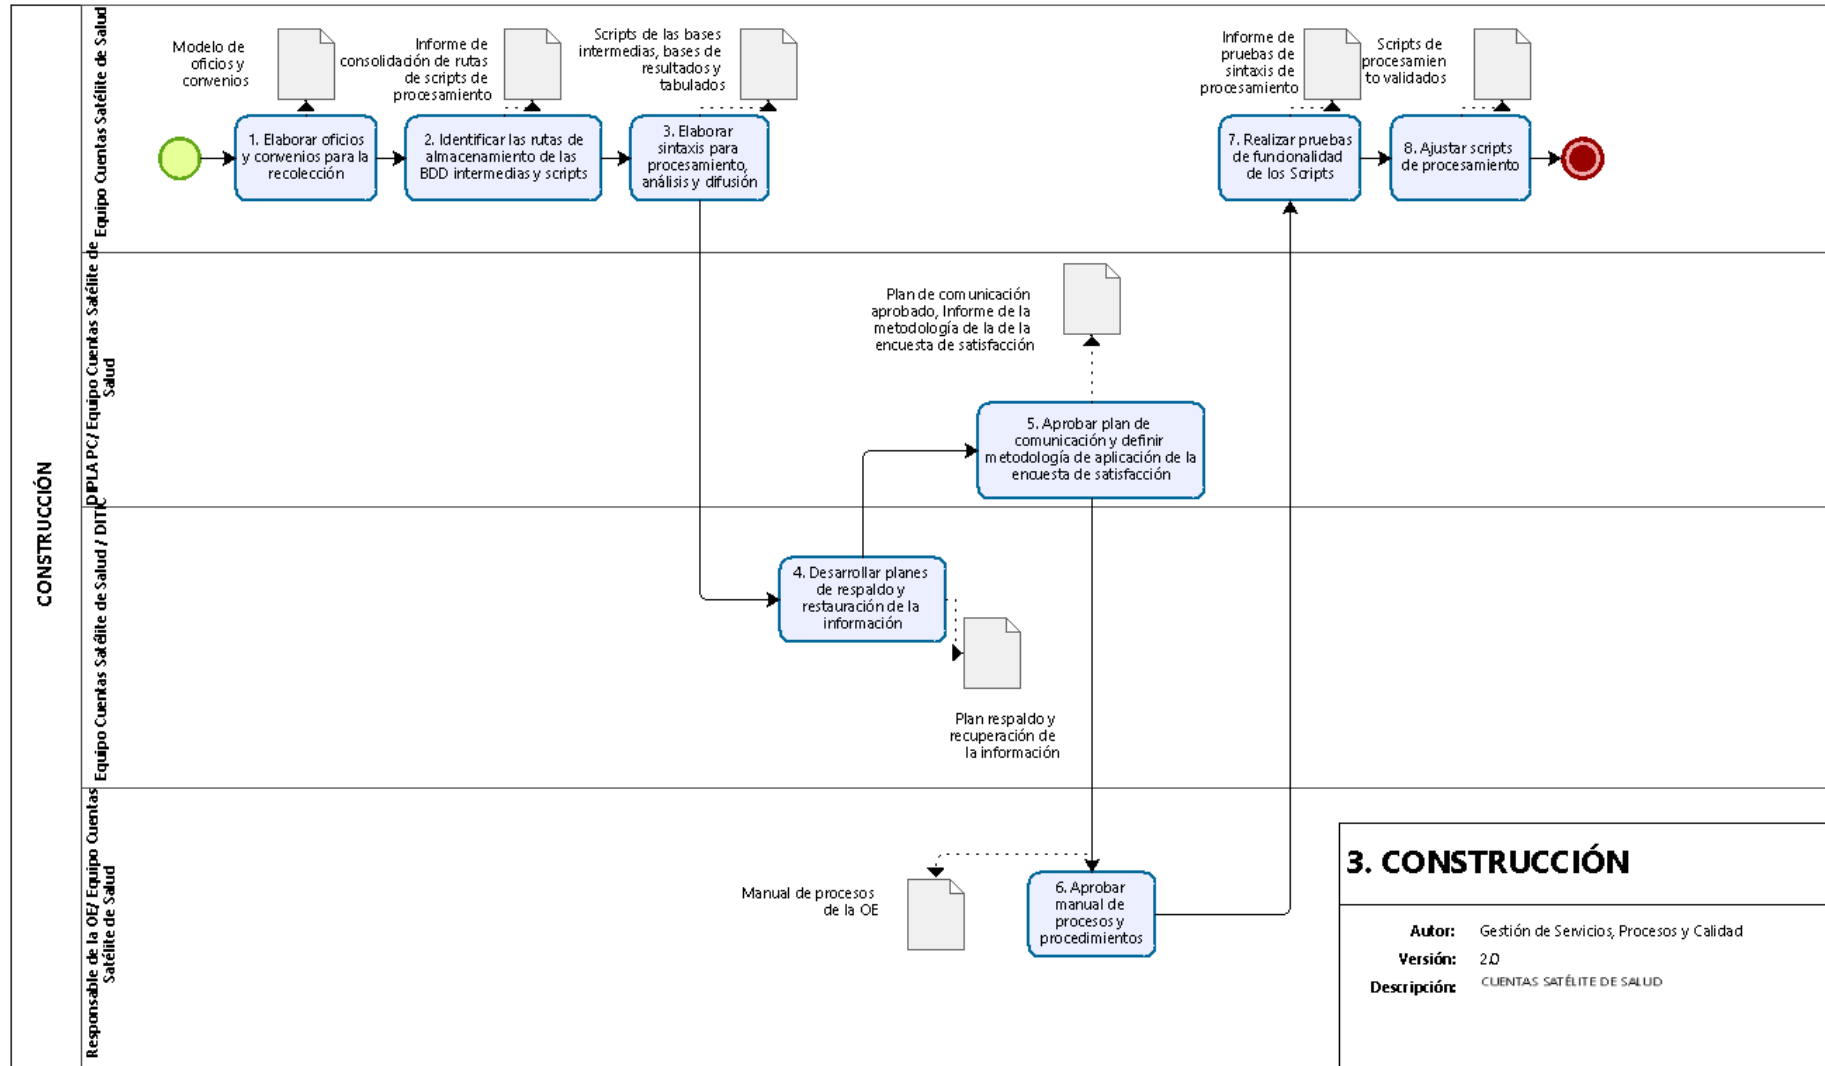 CONSTRUCCIÓN
Equipo Cuentas Satélite de Salud
Modelo de
oficios y
convenios
Informe de
consolidación de rutas
de scripts de
procesamiento
Scripts de las bases
intermedias, bases de
resultados y
tabulados
Informe de
pruebas de
sintaxis de
procesamiento
Scripts de
procesamien
to validados
1. Elaborar oficios
y convenios para la
recolección
2. Identificar las rutas de
almacenamiento de las
BDD intermedias y scripts
3. Elaborar
sintaxis para
procesamiento,
análisis y difusión
7. Realizar pruebas
de funcionalidad
de los Scripts
8. Ajustar scripts
de procesamiento
DIPLA PC/ Equipo Cuentas Satélite de
Salud
Plan de comunicación
aprobado, Informe de la
metodología de la de la
encuesta de satisfacción
5. Aprobar plan de
comunicación y definir
metodología de aplicación de la
encuesta de satisfacción
Equipo Cuentas Satélite de Salud / DITIC
4. Desarrollar planes
de respaldo y
restauración de la
información
Plan respaldo y
recuperación de
la información
Responsable de la OE/ Equipo Cuentas
Satélite de Salud
Manual de procesos
de la OE
6. Aprobar
manual de
procesos y
procedimientos
3. CONSTRUCCIÓN
Autor: Gestión de Servicios, Procesos y Calidad
Versión: 2.0
Descripción: CUENTAS SATÉLITE DE SALUD